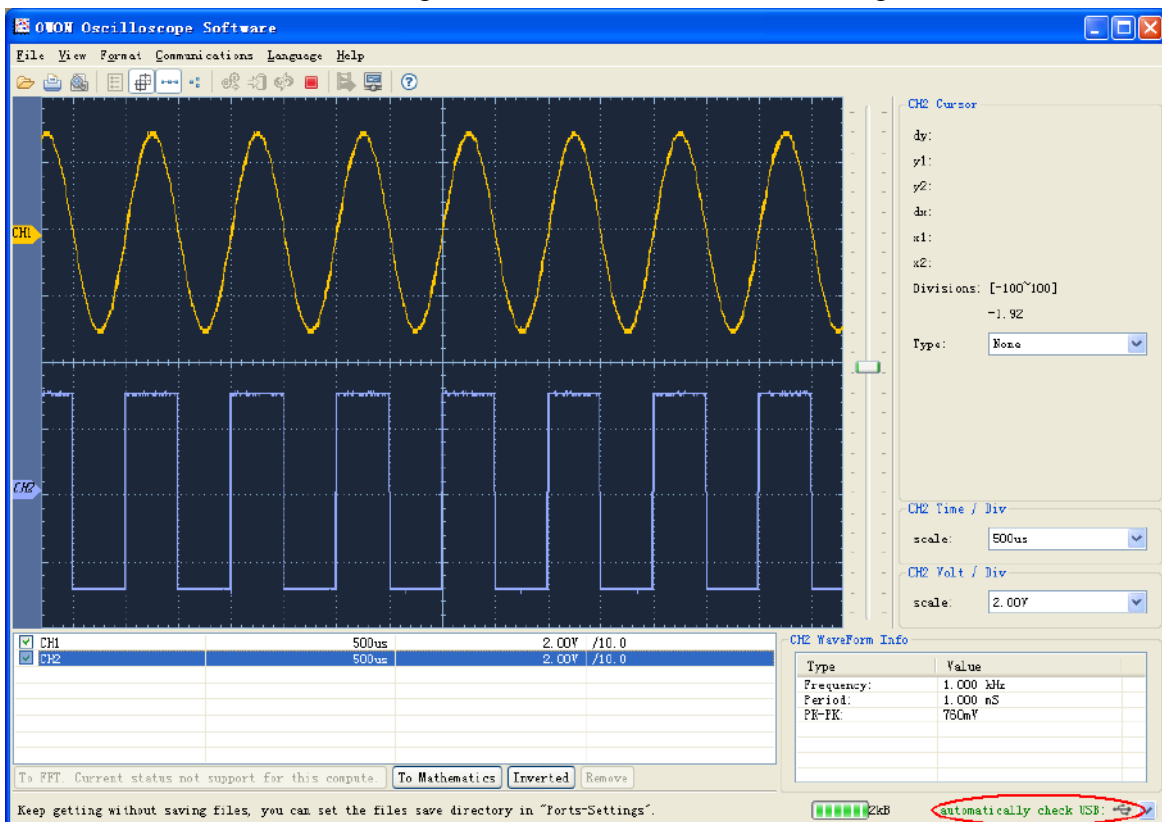 OWON Oscilloscope Software
File View Format Communications Language Help
CH1
CH2
CH2 Cursor
dy:
y1:
y2:
dx:
x1:
x2:
Divisions: [-100~100]
-1.92
Type: None
CH2 Time / Div
scale: 500us
CH2 Volt / Div
scale: 2.00V
CH1 500us 2.00V /10.0
CH2 500us 2.00V /10.0
To FFT. Current status not support for this compute. To Mathematics Inverted Remove
CH2 WaveForm Info
Type Value
Frequency: 1.000 kHz
Period: 1.000 mS
PK-PK: 760mV
Keep getting without saving files, you can set the files save directory in "Ports-Settings". 2kB automatically check USB: